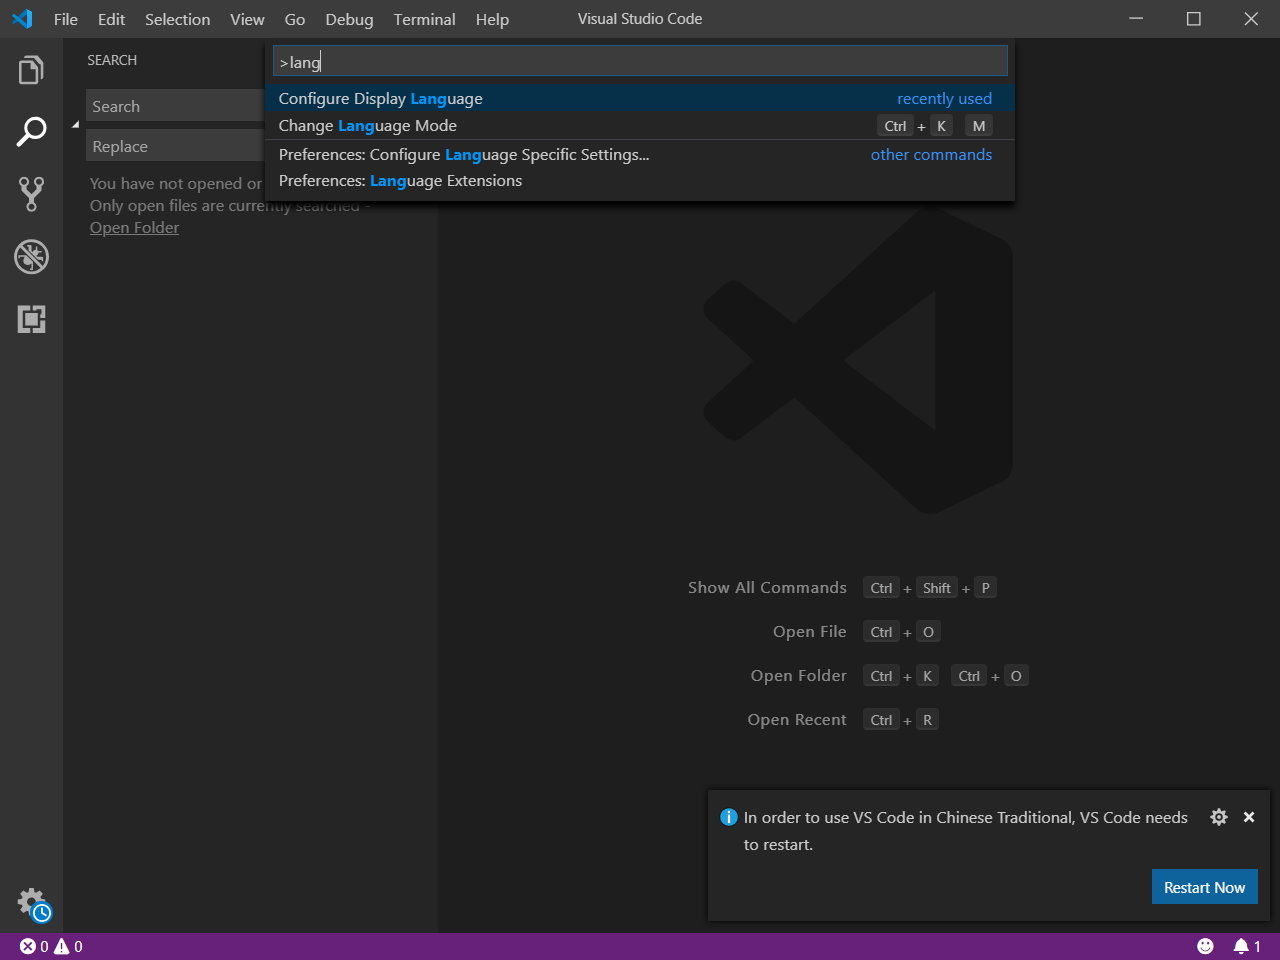 File Edit Selection View Go Debug Terminal Help Visual Studio Code
SEARCH
>lang
Search
Replace
You have not opened or
Only open files are currently searched -
Open Folder
Configure Display Language recently used
Change Language Mode Ctrl + K M
Preferences: Configure Language Specific Settings... other commands
Preferences: Language Extensions
Show All Commands Ctrl + Shift + P
Open File Ctrl + O
Open Folder Ctrl + K Ctrl + O
Open Recent Ctrl + R
In order to use VS Code in Chinese Traditional, VS Code needs
to restart.
Restart Now
0 0 1